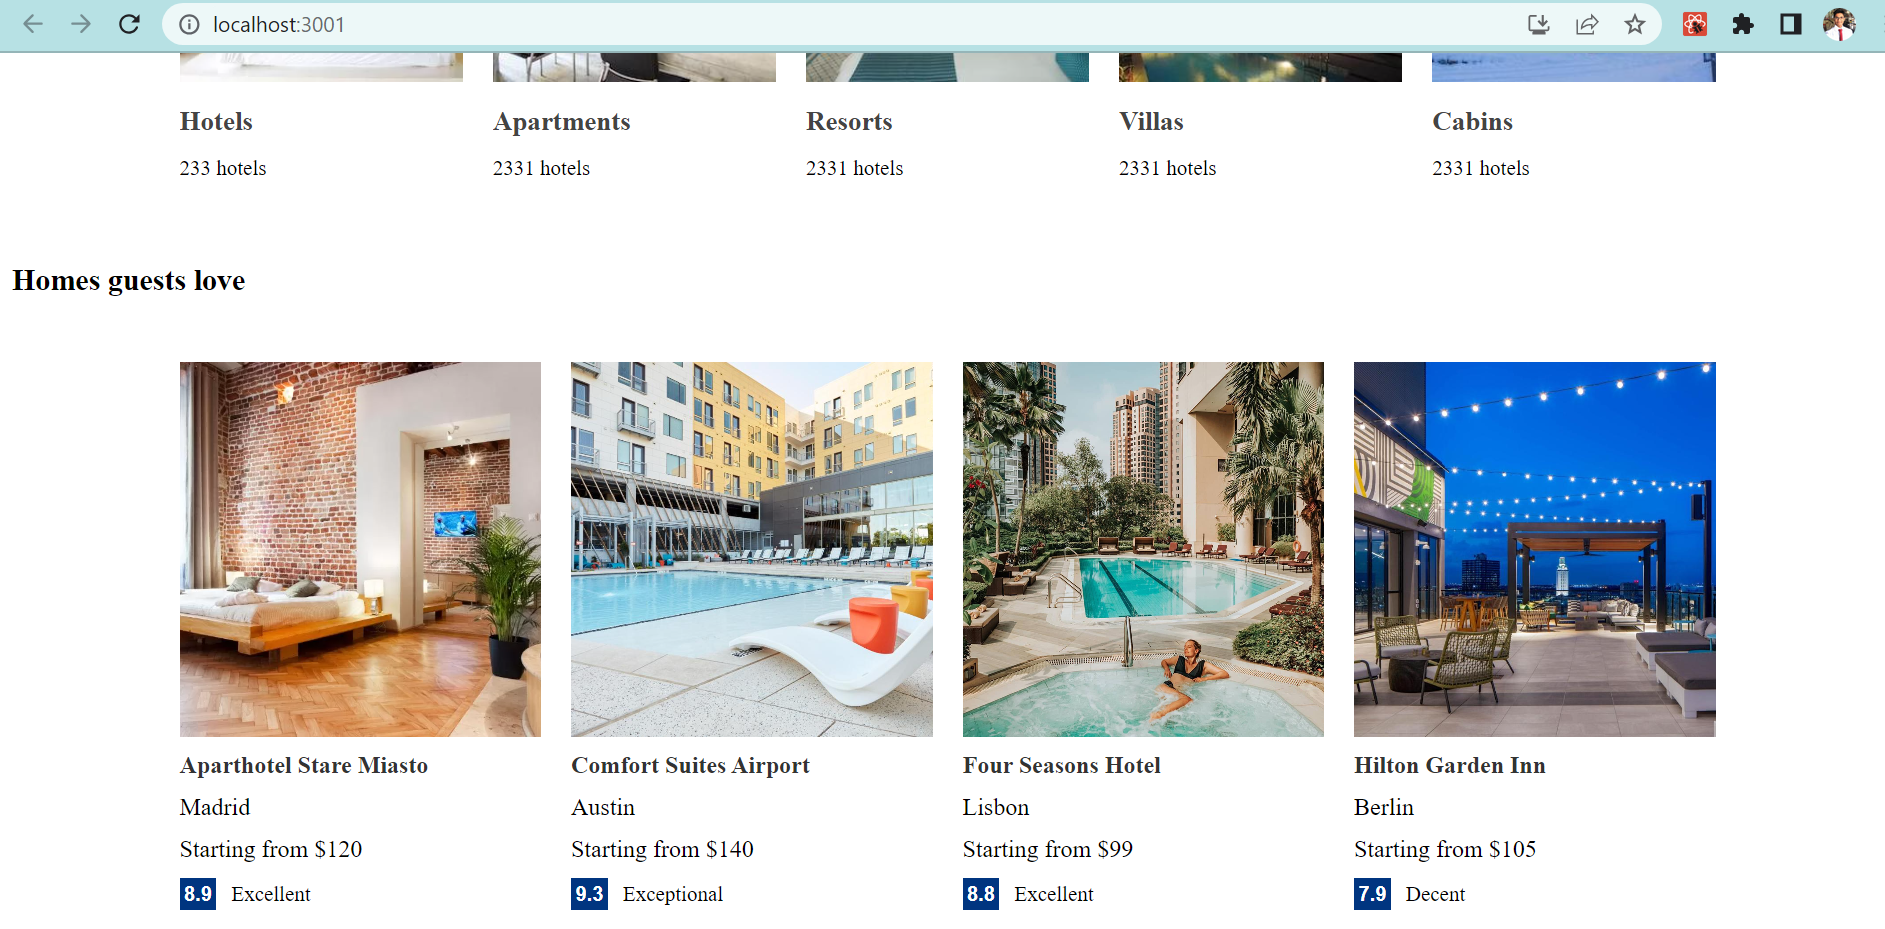 localhost:3001
Hotels Apartments Resorts Villas Cabins
233 hotels 2331 hotels 2331 hotels 2331 hotels 2331 hotels
Homes guests love
Aparthotel Stare Miasto Comfort Suites Airport Four Seasons Hotel Hilton Garden Inn
Madrid Austin Lisbon Berlin
Starting from $120 Starting from $140 Starting from $99 Starting from $105
8.9 Excellent 9.3 Exceptional 8.8 Excellent 7.9 Decent